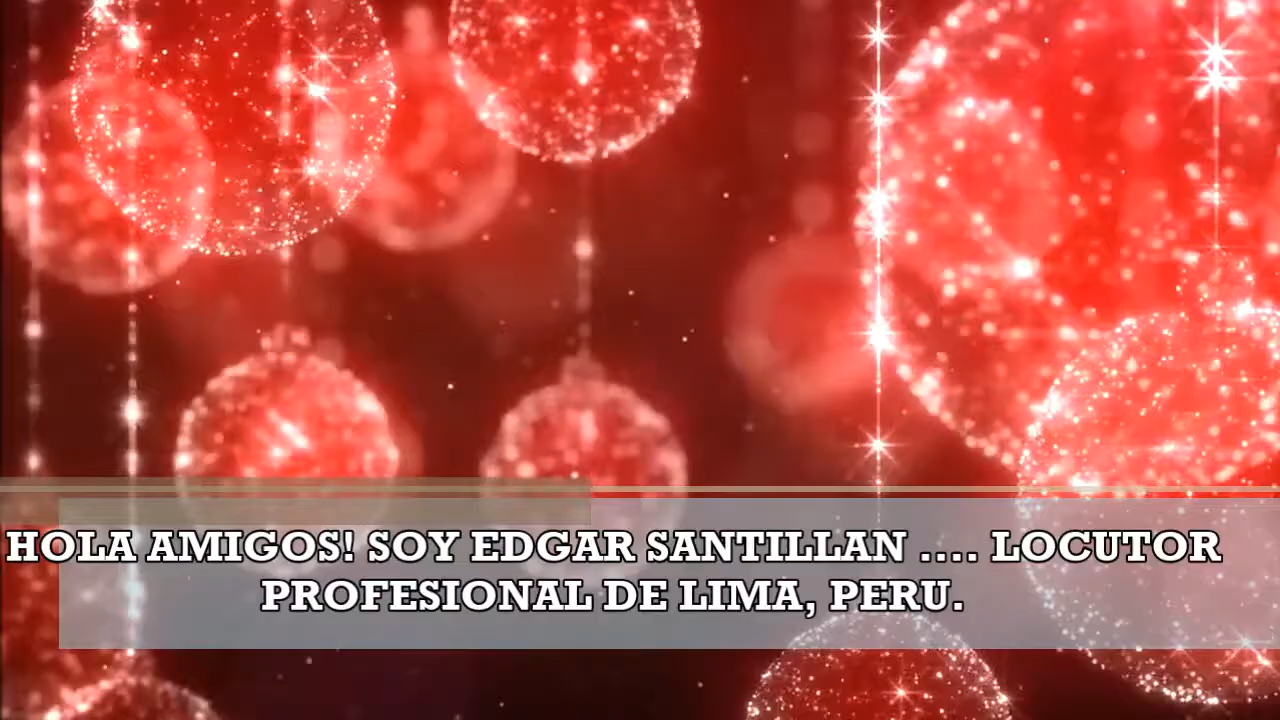 HOLA AMIGOS! SOY EDGAR SANTILLAN .... LOCUTOR
PROFESIONAL DE LIMA, PERU.